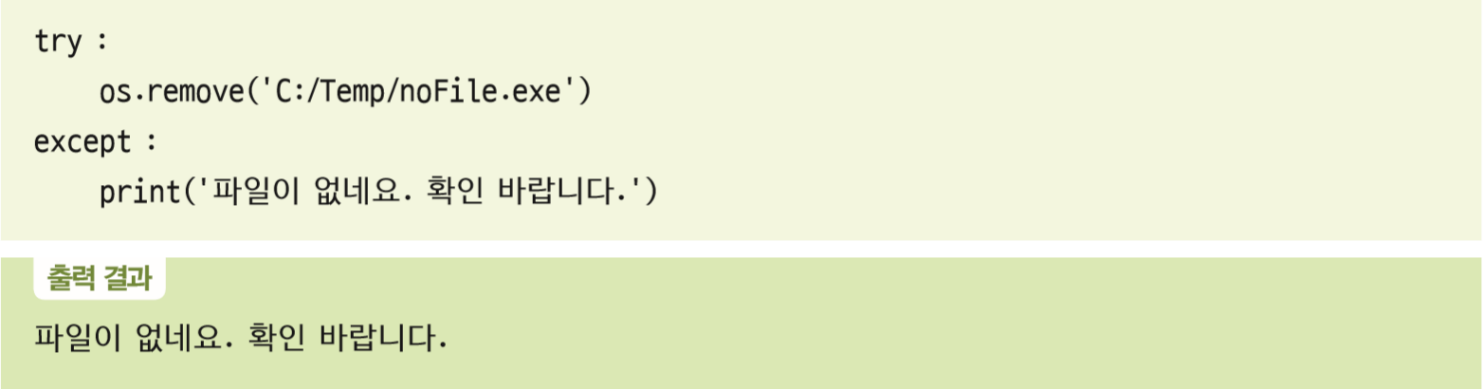 try :
    os.remove('C:/Temp/noFile.exe')
except :
    print('파일이 없네요. 확인 바랍니다.')
출력 결과
파일이 없네요. 확인 바랍니다.